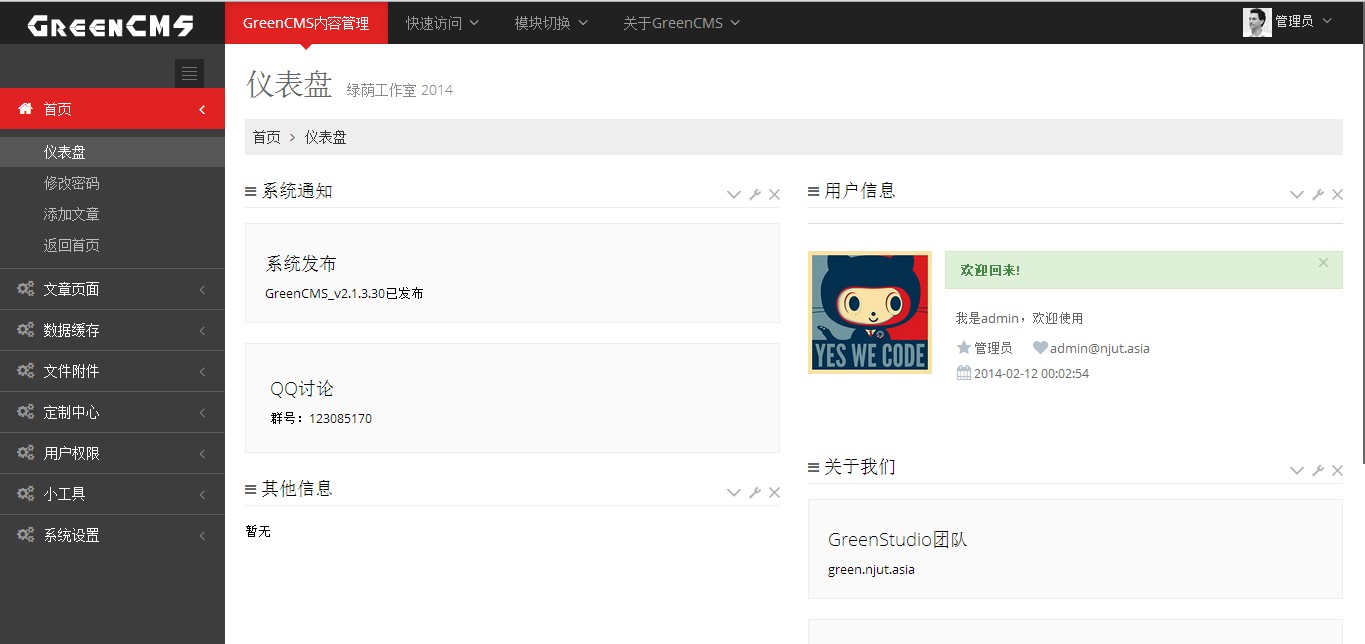 GREENCMS
GreenCMS内容管理
快速访问
模块切换
关于GreenCMS
管理员
首页
仪表盘
修改密码
添加文章
返回首页
文章页面
数据缓存
文件附件
定制中心
用户权限
小工具
系统设置
仪表盘 绿荫工作室 2014
首页 > 仪表盘
系统通知
系统发布
GreenCMS_v2.1.3.30已发布
QQ讨论
群号：123085170
其他信息
暂无
用户信息
YES WE CODE
欢迎回来!
我是admin，欢迎使用
管理员 admin@njut.asia
2014-02-12 00:02:54
关于我们
GreenStudio团队
green.njut.asia